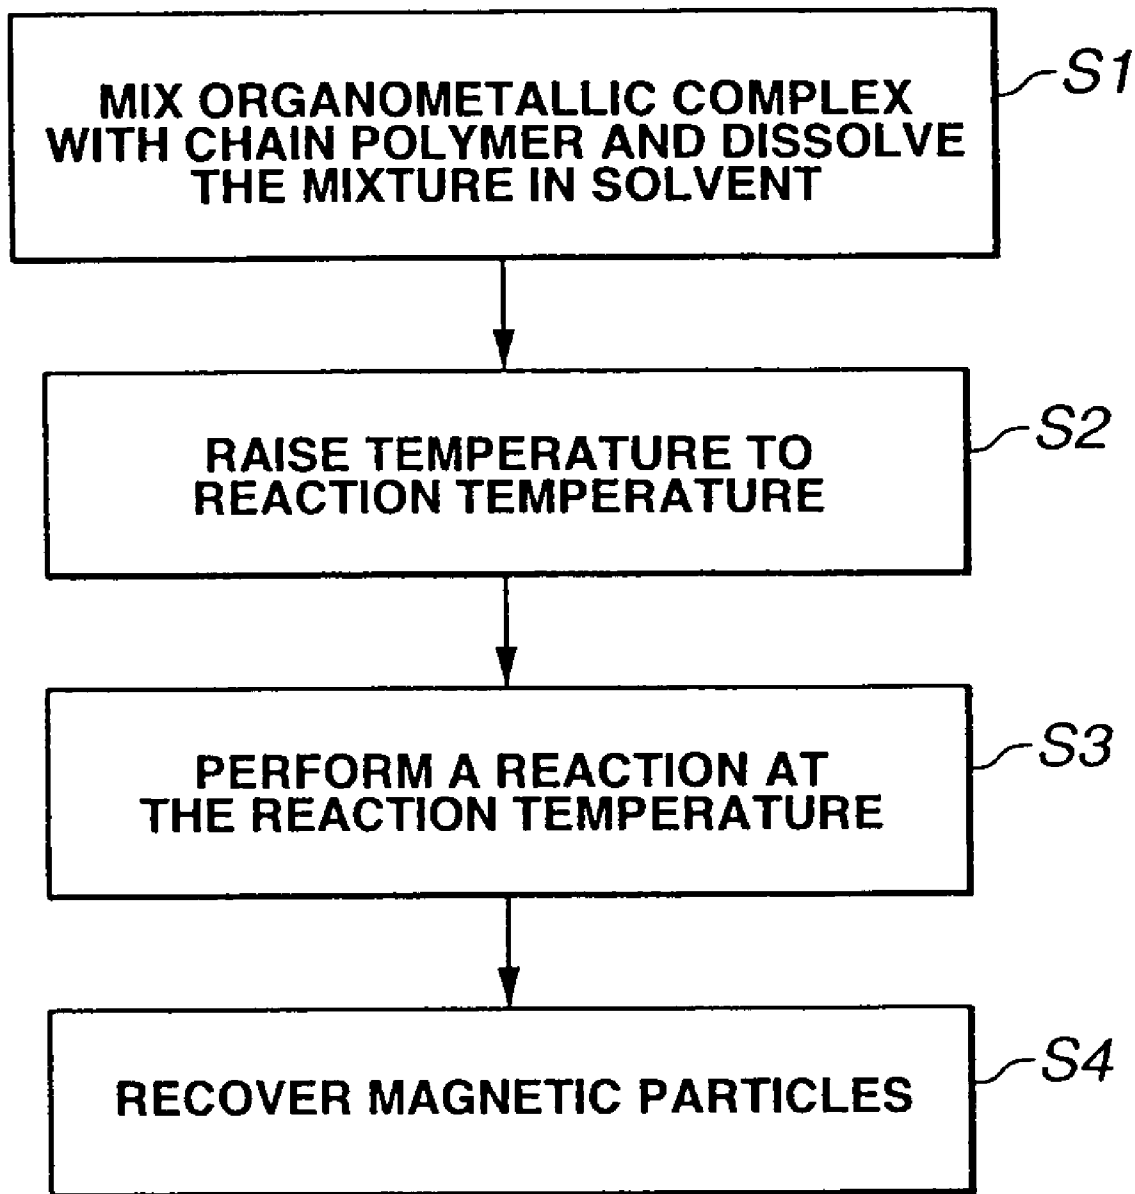 MIX ORGANOMETALLIC COMPLEX
WITH CHAIN POLYMER AND DISSOLVE
THE MIXTURE IN SOLVENT
S1
RAISE TEMPERATURE TO
REACTION TEMPERATURE
S2
PERFORM A REACTION AT
THE REACTION TEMPERATURE
S3
RECOVER MAGNETIC PARTICLES
S4